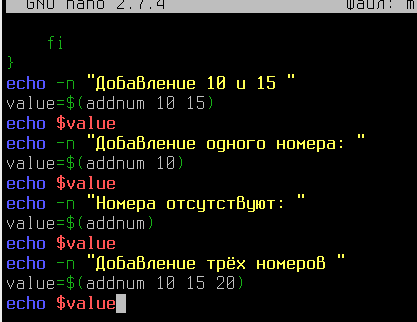 GNU nano 2.7.4 Файл: m
fi
}
echo -n "Добавление 10 и 15 "
value=$(addnum 10 15)
echo $value
echo -n "Добавление одного номера: "
value=$(addnum 10)
echo $value
echo -n "Номера отсутствуют: "
value=$(addnum)
echo $value
echo -n "Добавление трёх номеров "
value=$(addnum 10 15 20)
echo $value